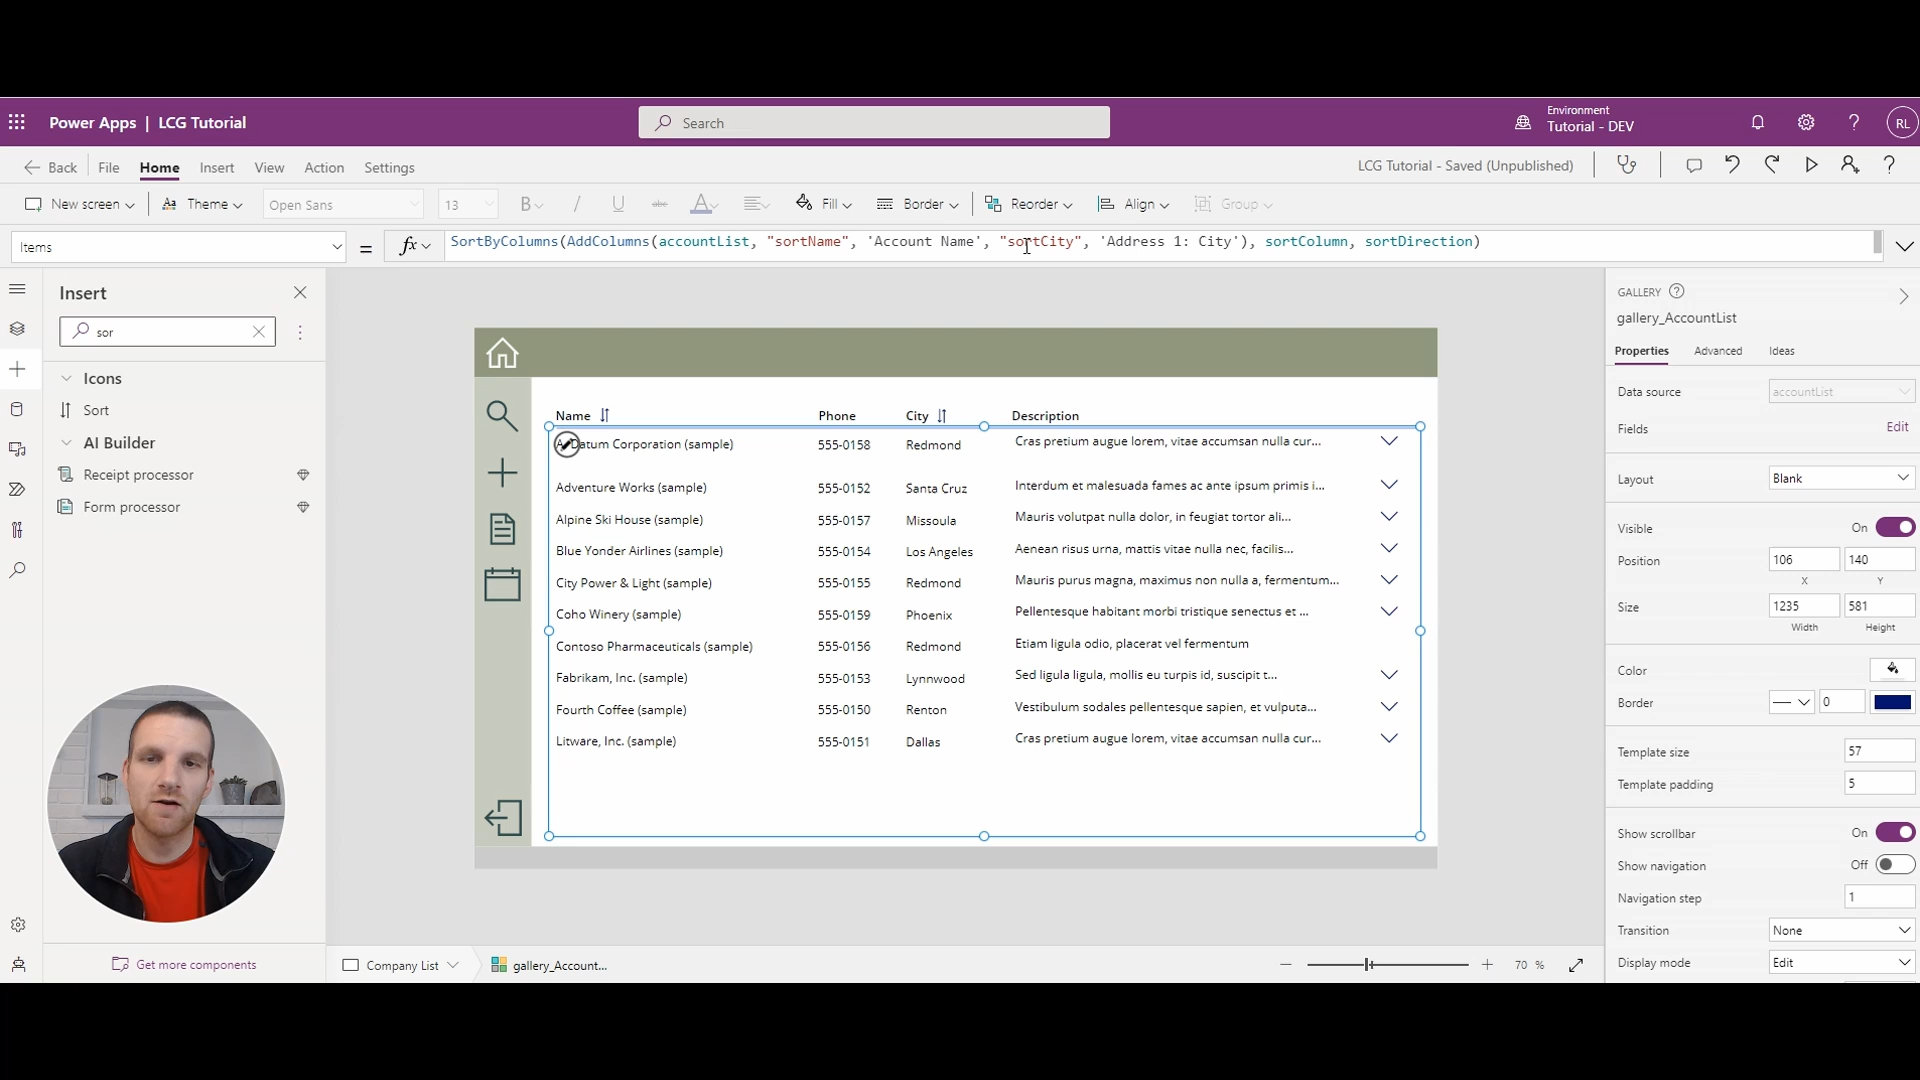 Power Apps | LCG Tutorial
Search
Environment
Tutorial - DEV
RL
Back
File
Home
Insert
View
Action
Settings
LCG Tutorial - Saved (Unpublished)
New screen
Theme
Open Sans
13
B
Fill
Border
Reorder
Align
Group
Items
=
fx
SortByColumns(AddColumns(accountList, "sortName", 'Account Name', "sortCity", 'Address 1: City'), sortColumn, sortDirection)
Insert
sor
Icons
Sort
AI Builder
Receipt processor
Form processor
Get more components
Name
Phone
City
Description
A. Datum Corporation (sample) 555-0158 Redmond Cras pretium augue lorem, vitae accumsan nulla cur...
Adventure Works (sample) 555-0152 Santa Cruz Interdum et malesuada fames ac ante ipsum primis i...
Alpine Ski House (sample) 555-0157 Missoula Mauris volutpat nulla dolor, in feugiat tortor ali...
Blue Yonder Airlines (sample) 555-0154 Los Angeles Aenean risus urna, mattis vitae nulla nec, facilis...
City Power & Light (sample) 555-0155 Redmond Mauris purus magna, maximus non nulla a, fermentum...
Coho Winery (sample) 555-0159 Phoenix Pellentesque habitant morbi tristique senectus et ...
Contoso Pharmaceuticals (sample) 555-0156 Redmond Etiam ligula odio, placerat vel fermentum
Fabrikam, Inc. (sample) 555-0153 Lynnwood Sed ligula ligula, mollis eu turpis id, suscipit t...
Fourth Coffee (sample) 555-0150 Renton Vestibulum sodales pellentesque sapien, et vulputa...
Litware, Inc. (sample) 555-0151 Dallas Cras pretium augue lorem, vitae accumsan nulla cur...
Company List
gallery_Account...
70 %
GALLERY
gallery_AccountList
Properties
Advanced
Ideas
Data source accountList
Fields Edit
Layout Blank
Visible On
Position 106 140
X Y
Size 1235 581
Width Height
Color
Border 0
Template size 57
Template padding 5
Show scrollbar On
Show navigation Off
Navigation step 1
Transition None
Display mode Edit